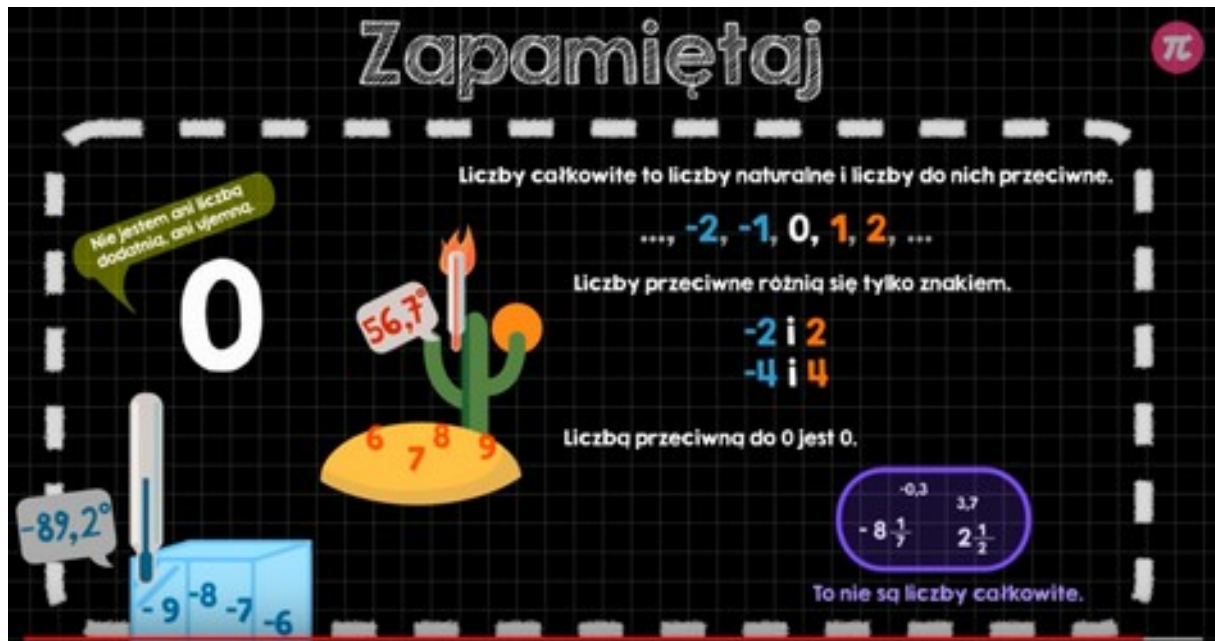 Zapamiętaj
π
Liczby całkowite to liczby naturalne i liczby do nich przeciwne.
..., -2, -1, 0, 1, 2, ...
Liczby przeciwne różnią się tylko znakiem.
-2 i 2
-4 i 4
Liczbą przeciwną do 0 jest 0.
Nie jestem ani liczbą
dodatnią, ani ujemną.
0
56,7°
6 7 8 9
-89,2°
-9 -8 -7 -6
-0,3
3,7
-8 1/7
2 1/2
To nie są liczby całkowite.